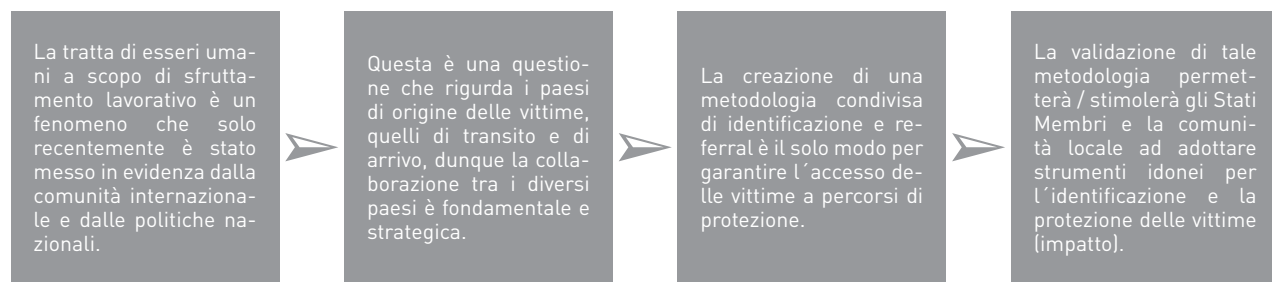 La tratta di esseri uma-
ni a scopo di sfrutta-
mento lavorativo è un
fenomeno che solo
recentemente è stato
messo in evidenza dalla
comunità internaziona-
le e dalle politiche na-
zionali.
Questa è una questio-
ne che rigurda i paesi
di origine delle vittime,
quelli di transito e di
arrivo, dunque la colla-
borazione tra i diversi
paesi è fondamentale e
strategica.
La creazione di una
metodologia condivisa
di identificazione e re-
ferral è il solo modo per
garantire l´accesso de-
lle vittime a percorsi di
protezione.
La validazione di tale
metodologia permet-
terà / stimolerà gli Stati
Membri e la comuni-
tà locale ad adottare
strumenti idonei per
l´identificazione e la
protezione delle vittime
(impatto).